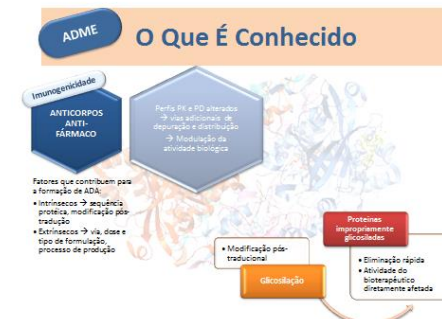 ADME
O Que É Conhecido
Imunogenicidade
ANTICORPOS
ANTI-
FÁRMACO
Perfis PK e PD alterados
→ vias adicionais de
depuração e distribuição
→ Modulação da
atividade biológica
Fatores que contribuem para
a formação de ADA:
• Intrínsecos → sequência
protéica, modificação pós-
tradução
• Extrínsecos → via, dose e
tipo de formulação,
processo de produção
• Modificação pós-
traducional
Glicosilação
Proteínas
impropriamente
glicosiladas
• Eliminação rápida
• Atividade do
bioterapêutico
diretamente afetada